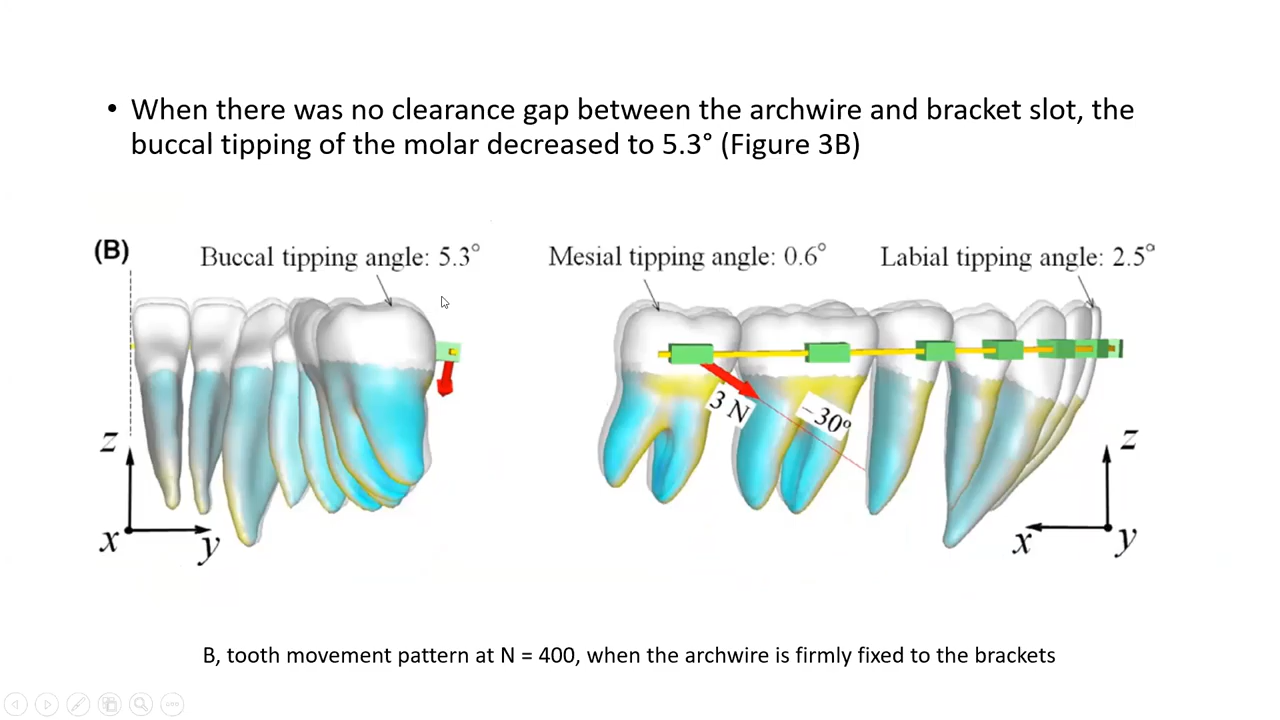 • When there was no clearance gap between the archwire and bracket slot, the
buccal tipping of the molar decreased to 5.3° (Figure 3B)
(B)
Buccal tipping angle: 5.3°
Mesial tipping angle: 0.6°
Labial tipping angle: 2.5°
3 N
−30°
z
x
y
z
x
y
B, tooth movement pattern at N = 400, when the archwire is firmly fixed to the brackets